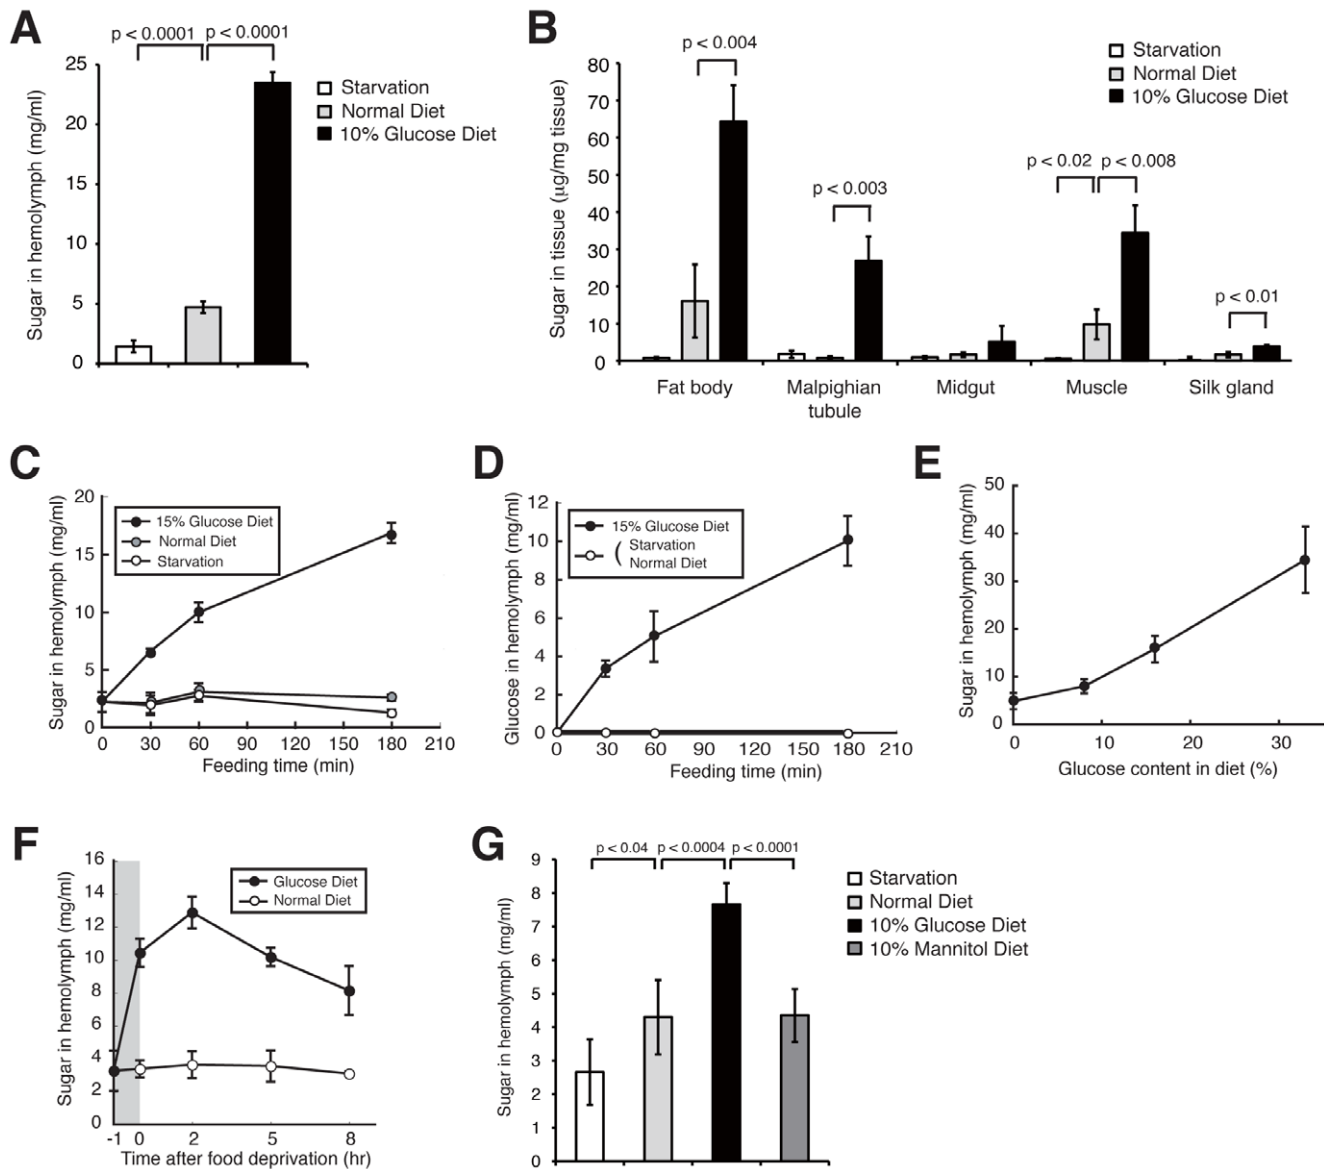 A
p < 0.0001 p < 0.0001
Sugar in hemolymph (mg/ml)
25
20
15
10
5
0
Starvation
Normal Diet
10% Glucose Diet
B
p < 0.004
p < 0.003
p < 0.02 p < 0.008
p < 0.01
Sugar in tissue (µg/mg tissue)
80
70
60
50
40
30
20
10
0
Starvation
Normal Diet
10% Glucose Diet
Fat body
Malpighian
tubule
Midgut
Muscle
Silk gland
C
Sugar in hemolymph (mg/ml)
20
15
10
5
0
15% Glucose Diet
Normal Diet
Starvation
0 30 60 90 120 150 180 210
Feeding time (min)
D
Glucose in hemolymph (mg/ml)
12
10
8
6
4
2
0
15% Glucose Diet
( Starvation
Normal Diet
0 30 60 90 120 150 180 210
Feeding time (min)
E
Sugar in hemolymph (mg/ml)
50
40
30
20
10
0
0 10 20 30
Glucose content in diet (%)
F
Sugar in hemolymph (mg/ml)
16
14
12
10
8
6
4
2
0
Glucose Diet
Normal Diet
-1 0 2 5 8
Time after food deprivation (hr)
G
p < 0.04 p < 0.0004 p < 0.0001
Sugar in hemolymph (mg/ml)
9
8
7
6
5
4
3
2
1
0
Starvation
Normal Diet
10% Glucose Diet
10% Mannitol Diet